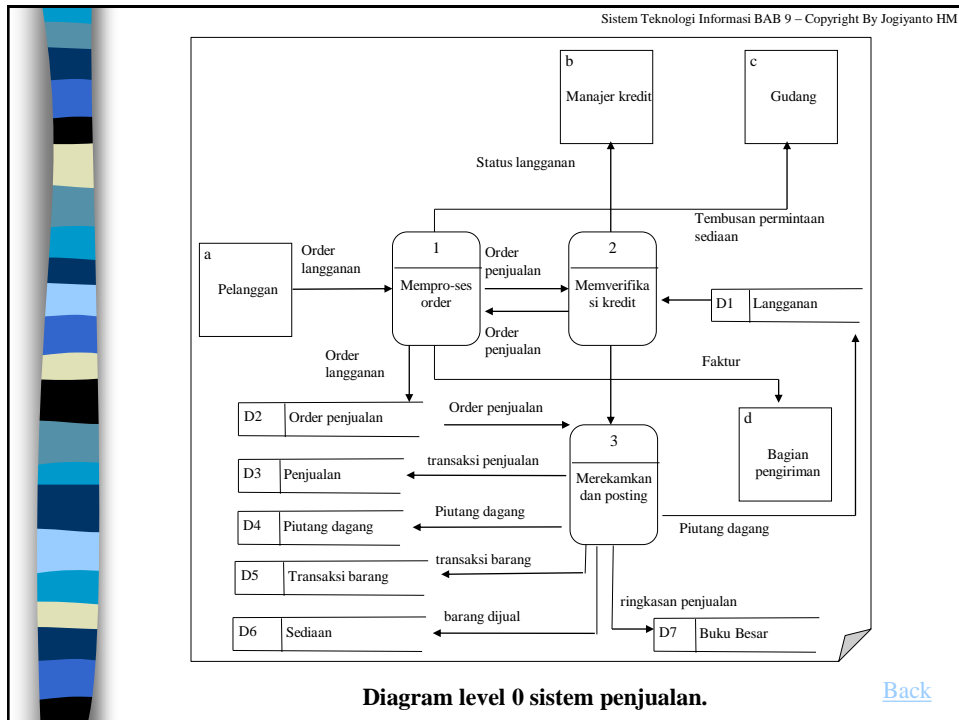 Sistem Teknologi Informasi BAB 9 – Copyright By Jogiyanto HM
b
Manajer kredit
c
Gudang
Status langganan
Tembusan permintaan
sediaan
a
Pelanggan
Order
langganan
1
Mempro-ses
order
Order
penjualan
2
Memverifika
si kredit
D1
Langganan
Order
penjualan
Order
langganan
Faktur
D2
Order penjualan
Order penjualan
3
Merekamkan
dan posting
d
Bagian
pengiriman
D3
Penjualan
transaksi penjualan
D4
Piutang dagang
Piutang dagang
Piutang dagang
D5
Transaksi barang
transaksi barang
D6
Sediaan
barang dijual
ringkasan penjualan
D7
Buku Besar
Diagram level 0 sistem penjualan.
Back